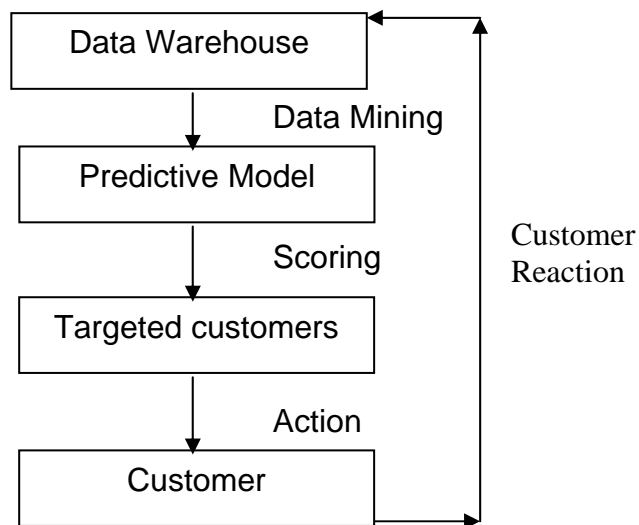 Data Warehouse
Data Mining
Predictive Model
Scoring
Targeted customers
Action
Customer
Customer
Reaction